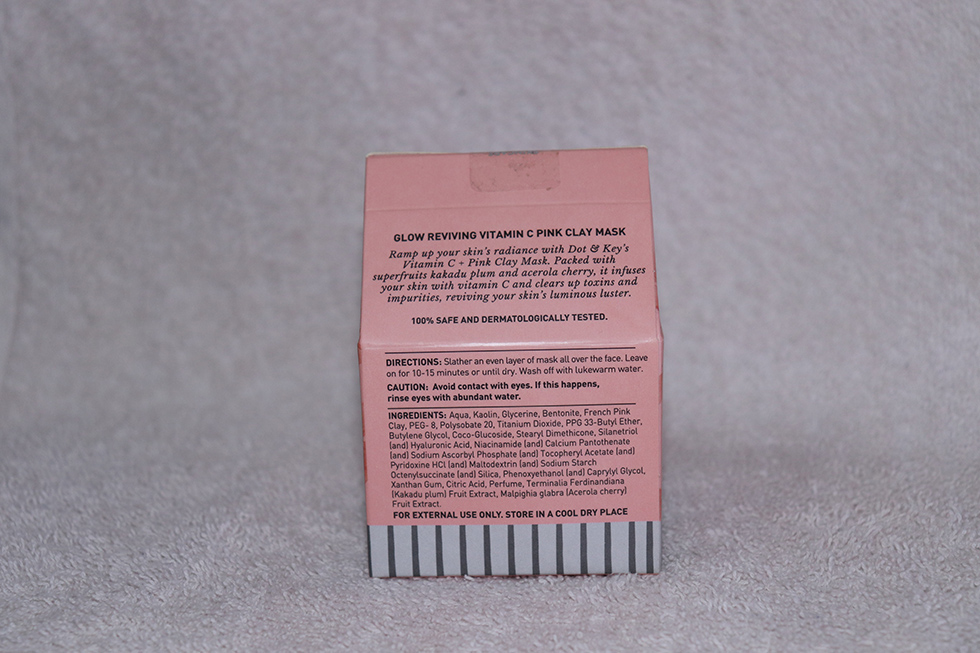 GLOW REVIVING VITAMIN C PINK CLAY MASK
Ramp up your skin's radiance with Dot & Key's
Vitamin C + Pink Clay Mask. Packed with
superfruits kakadu plum and acerola cherry, it infuses
your skin with vitamin C and clears up toxins and
impurities, reviving your skin's luminous luster.
100% SAFE AND DERMATOLOGICALLY TESTED.
DIRECTIONS: Slather an even layer of mask all over the face. Leave
on for 10-15 minutes or until dry. Wash off with lukewarm water.
CAUTION: Avoid contact with eyes. If this happens,
rinse eyes with abundant water.
INGREDIENTS: Aqua, Kaolin, Glycerine, Bentonite, French Pink
Clay, PEG- 8, Polysobate 20, Titanium Dioxide, PPG 33-Butyl Ether,
Butylene Glycol, Coco-Glucoside, Stearyl Dimethicone, Silanetriol
(and) Hyaluronic Acid, Niacinamide (and) Calcium Pantothenate
(and) Sodium Ascorbyl Phosphate (and) Tocopheryl Acetate (and)
Pyridoxine HCl (and) Maltodextrin (and) Sodium Starch
Octenylsuccinate (and) Silica, Phenoxyethanol (and) Caprylyl Glycol,
Xanthan Gum, Citric Acid, Perfume, Terminalia Ferdinandiana
(Kakadu plum) Fruit Extract, Malpighia glabra (Acerola cherry)
Fruit Extract.
FOR EXTERNAL USE ONLY. STORE IN A COOL DRY PLACE